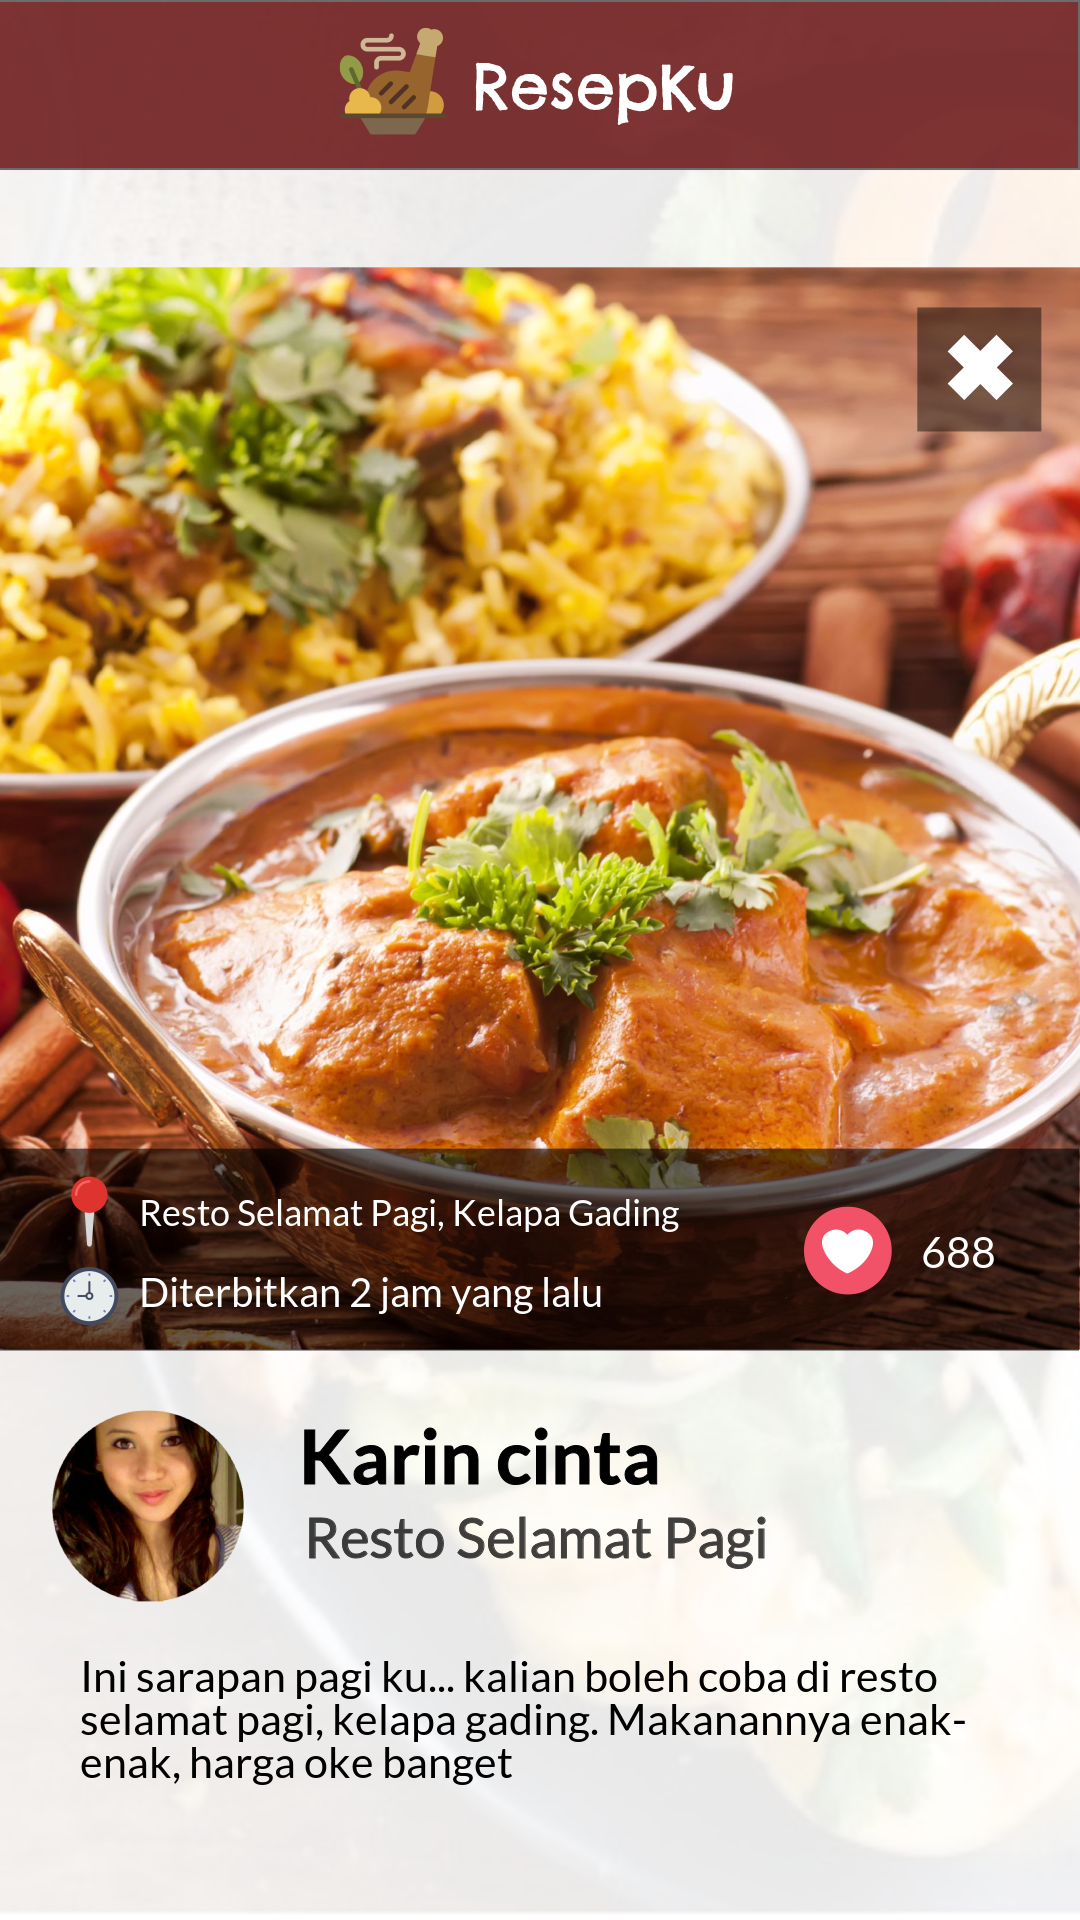 ResepKu
Resto Selamat Pagi, Kelapa Gading
688
Diterbitkan 2 jam yang lalu
Karin cinta
Resto Selamat Pagi
Ini sarapan pagi ku... kalian boleh coba di resto
selamat pagi, kelapa gading. Makanannya enak-
enak, harga oke banget